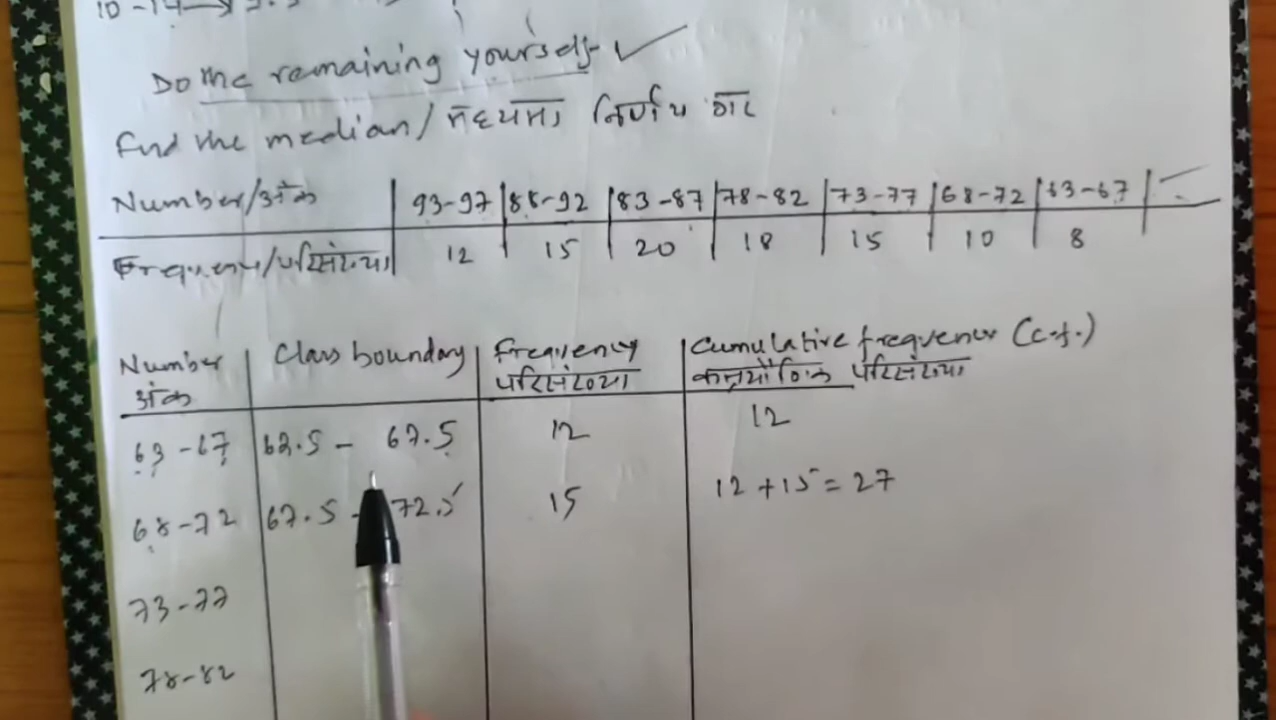 10-14
Do the remaining yourself ✓
find the median/मध्यमा निर्णय गर
Number/अंक | 93-97 | 88-92 | 83-87 | 78-82 | 73-77 | 68-72 | 63-67 |
Frequency/परिसंख्या | 12 | 15 | 20 | 18 | 15 | 10 | 8
Number अंक | Class boundary | Frequency परिसंख्या | Cumulative frequency (c.f.) परिसंख्या
63-67 | 62.5 - 67.5 | 12 | 12
68-72 | 67.5 - 72.5 | 15 | 12+15=27
73-77
78-82